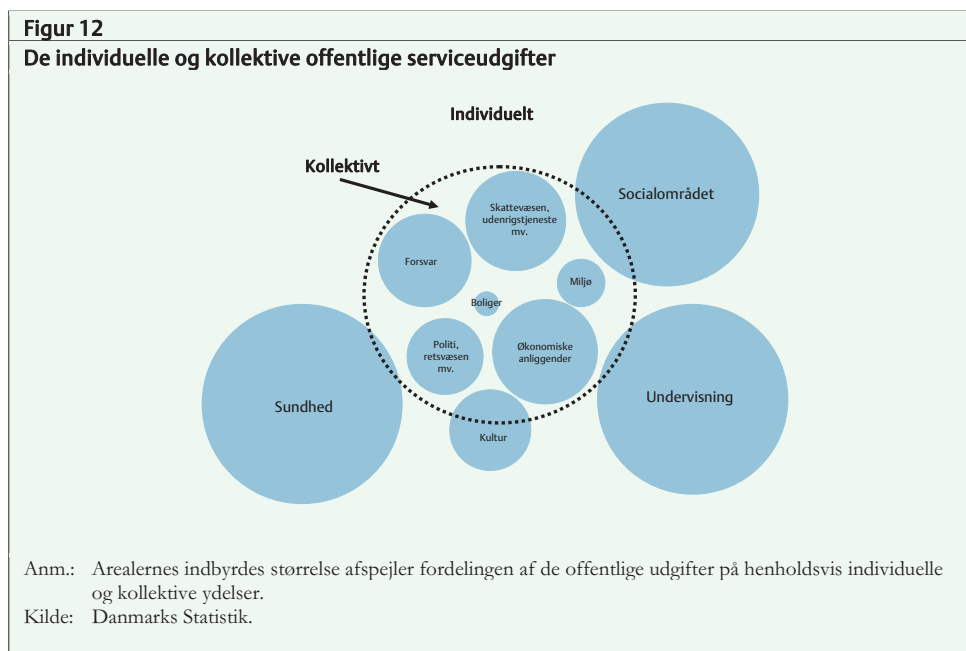 Figur 12
De individuelle og kollektive offentlige serviceudgifter
Individuelt
Kollektivt
Socialområdet
Skattevæsen,
udenrigstjeneste
mv.
Forsvar
Miljø
Boliger
Politi,
retsvæsen
mv.
Økonomiske
anliggender
Sundhed
Undervisning
Kultur
Anm.: Arealernes indbyrdes størrelse afspejler fordelingen af de offentlige udgifter på henholdsvis individuelle
og kollektive ydelser.
Kilde: Danmarks Statistik.